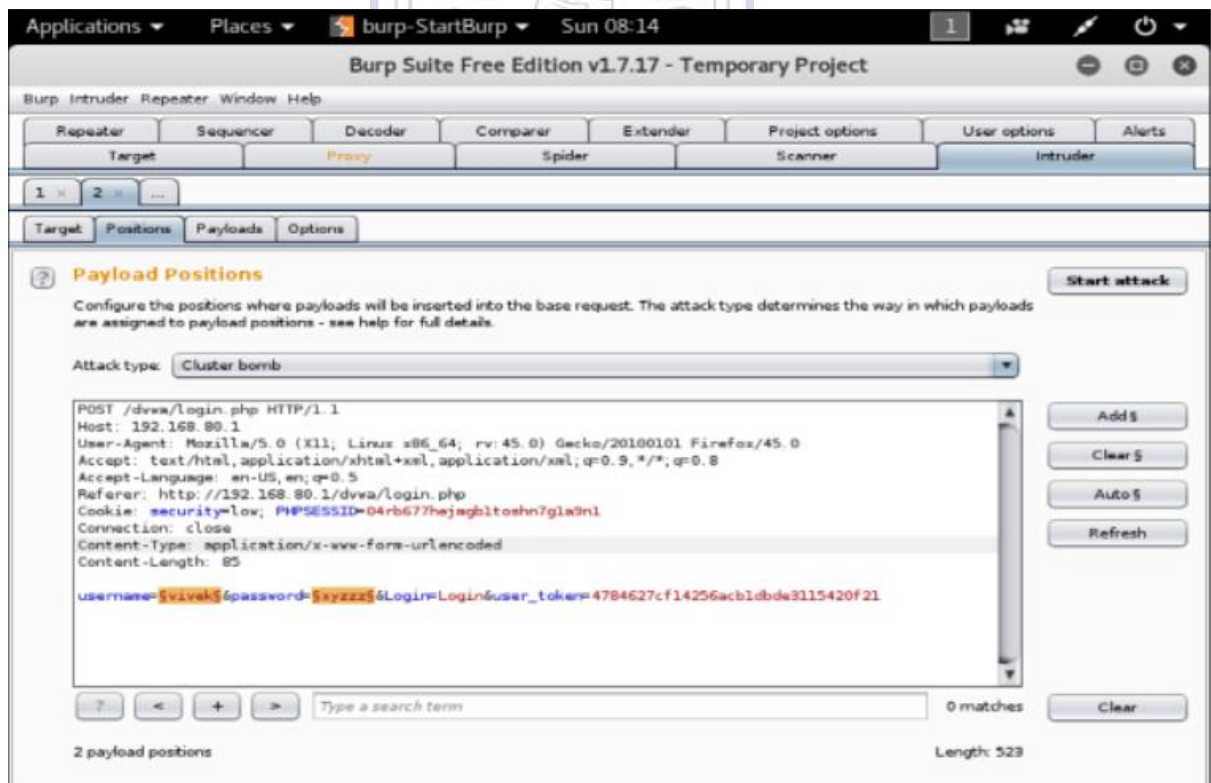 Applications Places burp-StartBurp Sun 08:14 1
Burp Suite Free Edition v1.7.17 - Temporary Project
Burp Intruder Repeater Window Help
Repeater Sequencer Decoder Comparer Extender Project options User options Alerts
Target Proxy Spider Scanner Intruder
1 × 2 × ...
Target Positions Payloads Options
? Payload Positions Start attack
Configure the positions where payloads will be inserted into the base request. The attack type determines the way in which payloads
are assigned to payload positions - see help for full details.
Attack type: Cluster bomb
POST /dvwa/login.php HTTP/1.1
Host: 192.168.80.1
User-Agent: Mozilla/5.0 (X11; Linux x86_64; rv:45.0) Gecko/20100101 Firefox/45.0
Accept: text/html,application/xhtml+xml,application/xml;q=0.9,*/*;q=0.8
Accept-Language: en-US,en;q=0.5
Referer: http://192.168.80.1/dvwa/login.php
Cookie: security=low; PHPSESSID=04rb677hejmgb1toshn7g1a9n1
Connection: close
Content-Type: application/x-www-form-urlencoded
Content-Length: 85
username=§vivek§&password=§xyzzz§&Login=Login&user_token=4784627cf14256acb1dbde3115420f21
Add §
Clear §
Auto §
Refresh
? < + > Type a search term 0 matches Clear
2 payload positions Length: 523